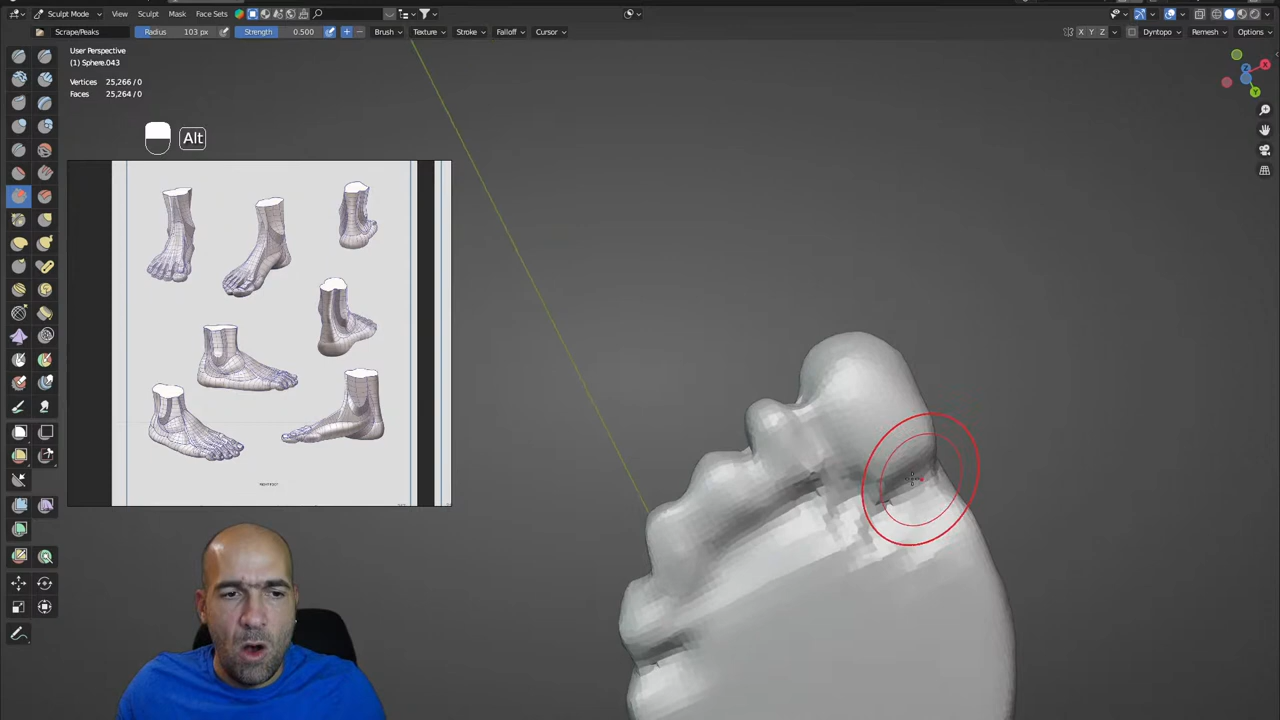 Sculpt Mode View Sculpt Mask Face Sets
Scrape/Peaks Radius 103 px Strength 0.500 Brush Texture Stroke Falloff Cursor X Y Z Dyntopo Remesh Options
User Perspective
(1) Sphere.043
Vertices 25,266 / 0
Faces 25,264 / 0
Alt
X
Z
Y